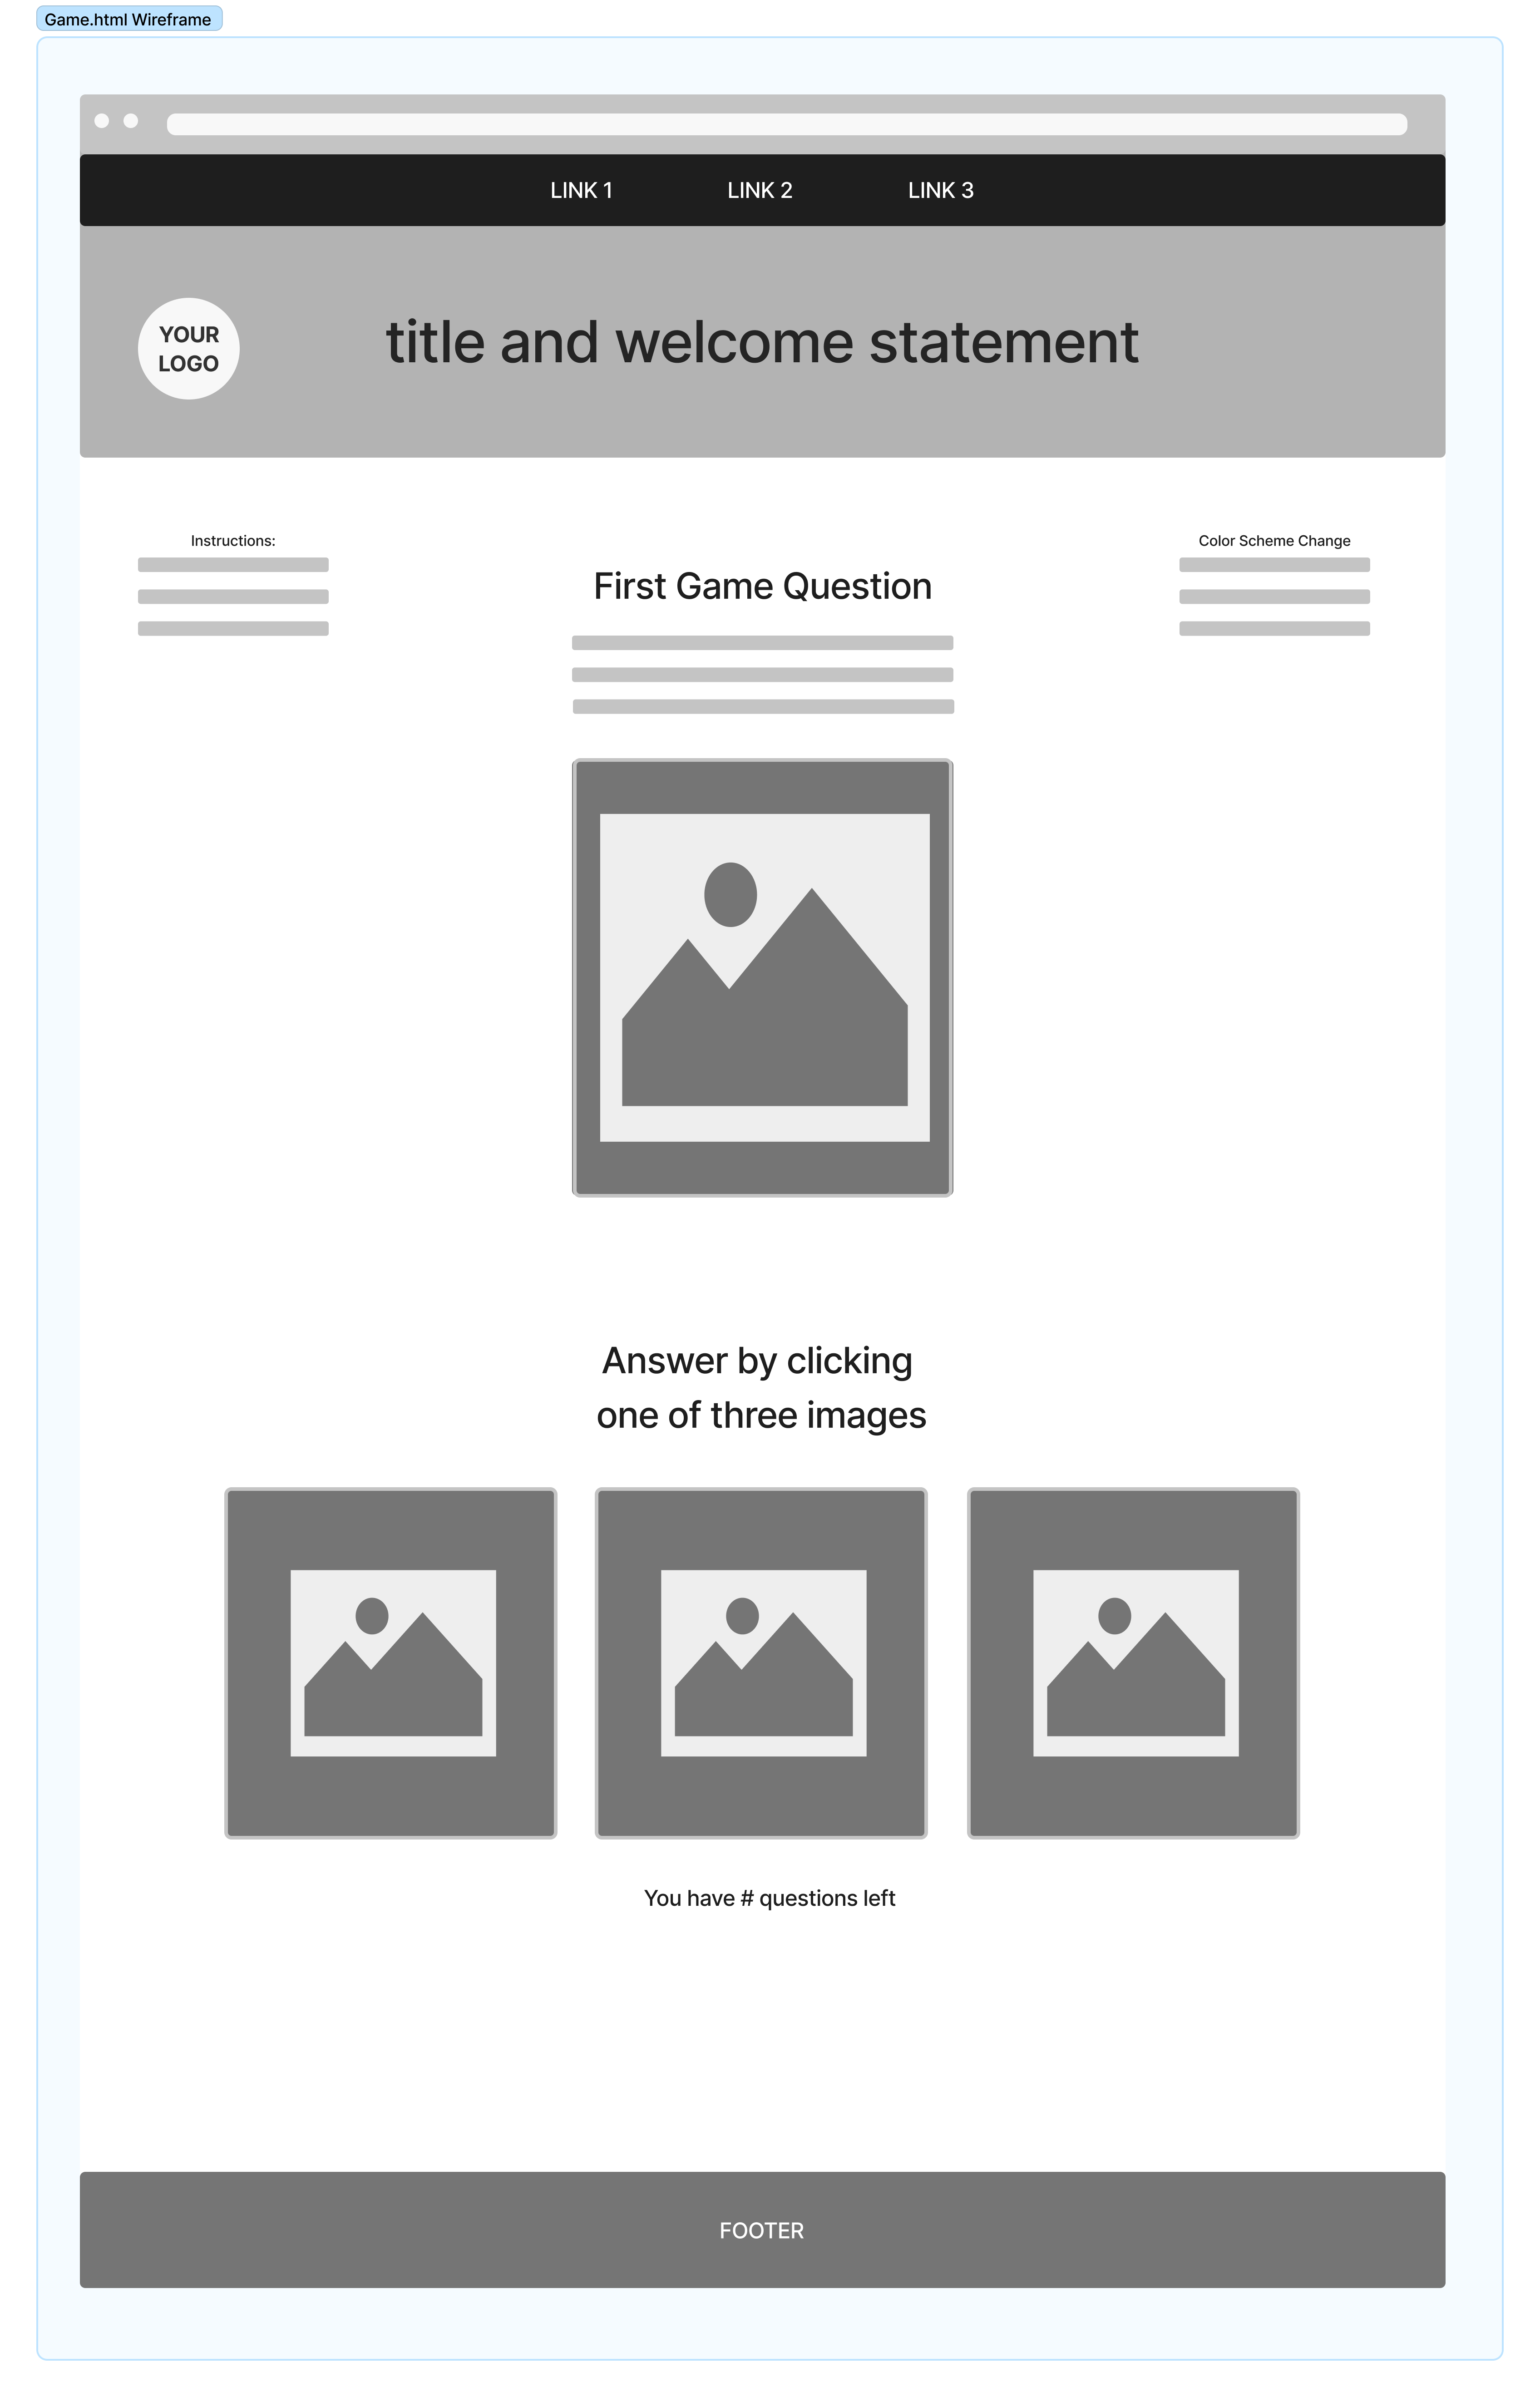 Game.html Wireframe
LINK 1 LINK 2 LINK 3
YOUR
LOGO
title and welcome statement
Instructions:
First Game Question
Color Scheme Change
Answer by clicking
one of three images
You have # questions left
FOOTER